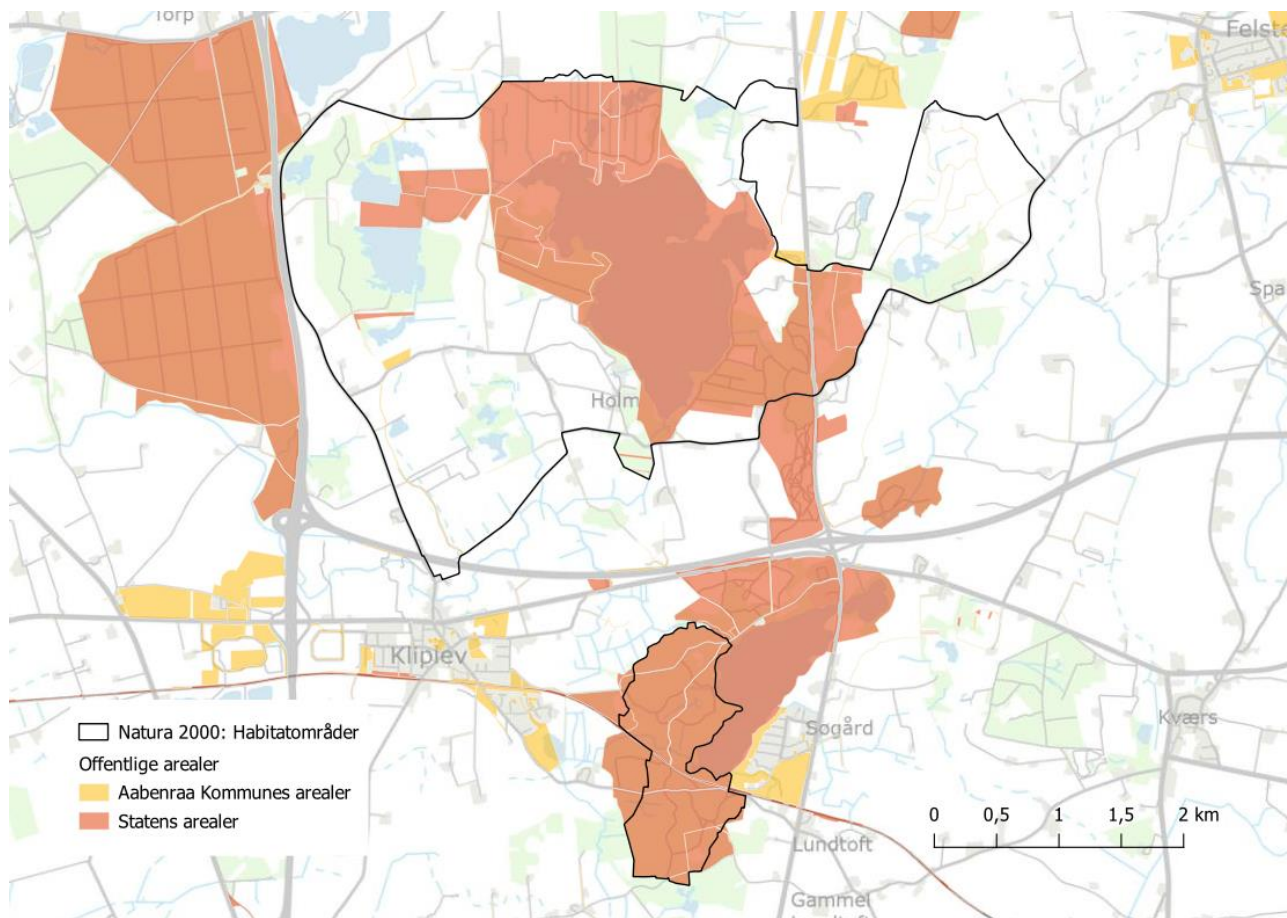 Torp
Felste
Spa
Holm
Kliplev
Søgård
Kværs
Natura 2000: Habitatområder
Offentlige arealer
Aabenraa Kommunes arealer
Statens arealer
0 0,5 1 1,5 2 km
Lundtoft
Gammel